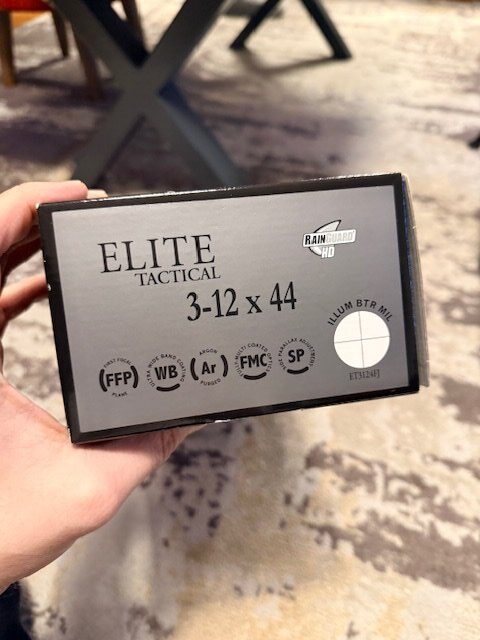 ELITE
TACTICAL
3-12 x 44
RAINGUARD
HD
FIRST FOCAL
FFP
PLANE
ULTRA WIDE BAND COATING
WB
ARGON
Ar
PURGED
FULLY MULTI COATED OPTICS
FMC
SIDE PARALLAX ADJUSTMENT
SP
ILLUM BTR MIL
ET3124FJ